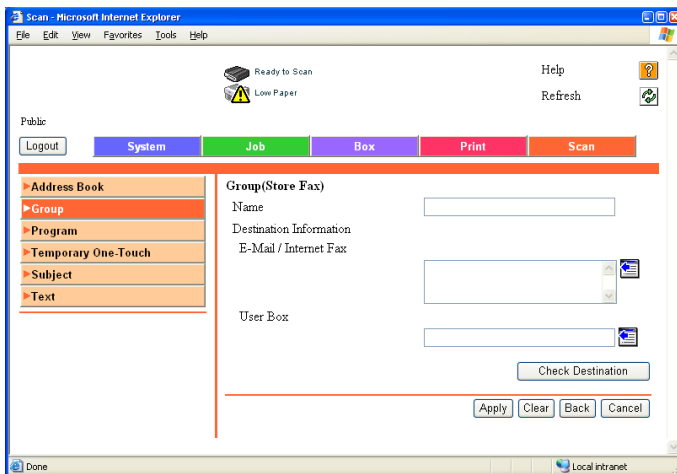 Scan - Microsoft Internet Explorer
File Edit View Favorites Tools Help
Ready to Scan
Low Paper
Help
?
Refresh
Public
Logout
System
Job
Box
Print
Scan
Address Book
Group
Program
Temporary One-Touch
Subject
Text
Group(Store Fax)
Name
Destination Information
E-Mail / Internet Fax
User Box
Check Destination
Apply
Clear
Back
Cancel
Done
Local intranet